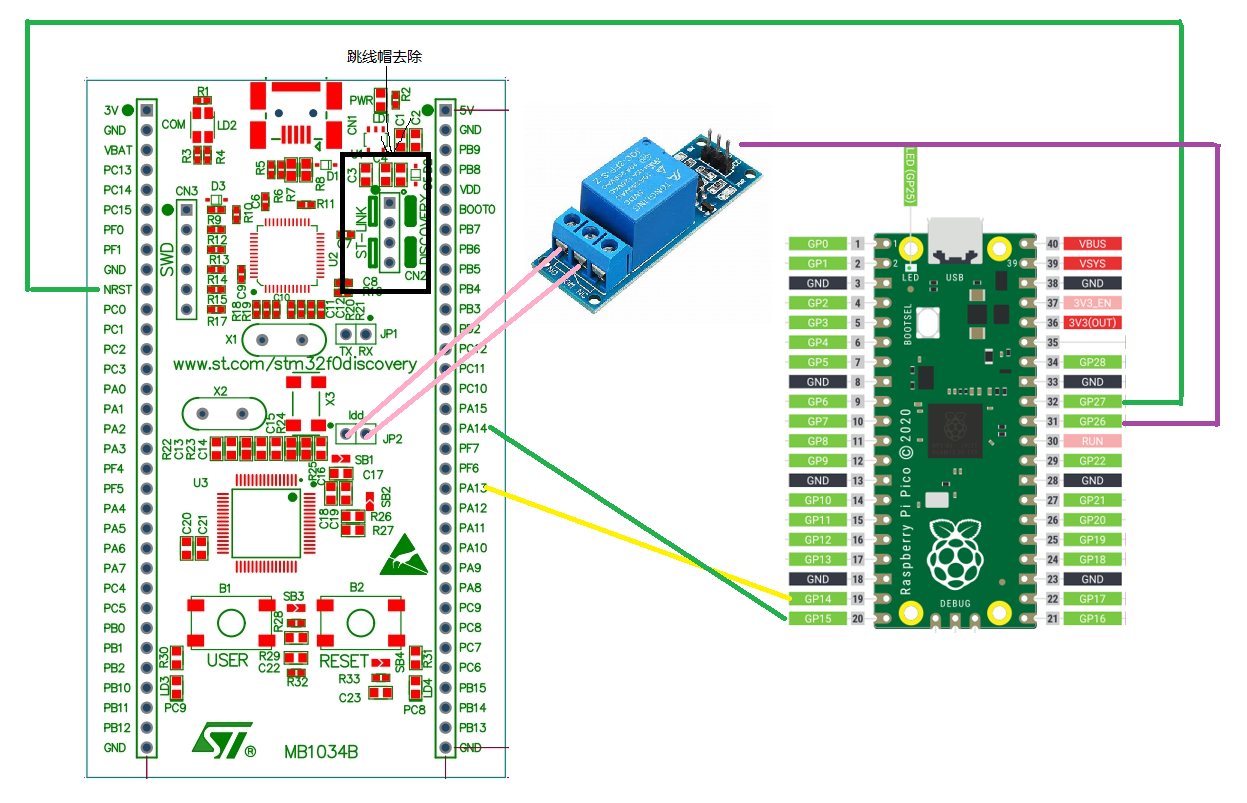 跳线帽去除
PWR
R1
R2
C1
C2
CN1
COM
LD2
R3
R4
3V
GND
VBAT
PC13
PC14
PC15
PF0
PF1
GND
NRST
PC0
PC1
PC2
PC3
PA0
PA1
PA2
PA3
PF4
PF5
PA4
PA5
PA6
PA7
PC4
PC5
PB0
PB1
PB2
PB10
PB11
PB12
GND
CN3
SWD
D3
R9
R10
R12
R13
R14
R15
R17
R5
R6
R7
R8
D1
R11
C6
U2
C9
C10
R18
R19
C11
C12
R20
R21
C3
C4
ST-LINK
DISCOVERY
CN2
C8
X1
TX RX
JP1
www.st.com/stm32f0discovery
X2
X3
Idd
JP2
C15
R24
R22
C13
R23
C14
R25
C16
SB1
C17
U3
SB2
C18
C19
R26
R27
C20
C21
B1
SB3
B2
R28
USER
RESET
R29
C22
R32
R33
C23
SB4
R31
R30
LD3
PC9
LD4
PC8
ST ®
MB1034B
5V
GND
PB9
PB8
VDD
BOOT0
PB7
PB6
PB5
PB4
PB3
PD2
PC12
PC11
PC10
PA15
PA14
PF7
PF6
PA13
PA12
PA11
PA10
PA9
PA8
PC9
PC8
PC7
PC6
PB15
PB14
PB13
GND
LED (GP25)
GP0 1
GP1 2
GND 3
GP2 4
GP3 5
GP4 6
GP5 7
GND 8
GP6 9
GP7 10
GP8 11
GP9 12
GND 13
GP10 14
GP11 15
GP12 16
GP13 17
GND 18
GP14 19
GP15 20
1
2
39
LED
USB
BOOTSEL
Raspberry Pi Pico © 2020
DEBUG
40 VBUS
39 VSYS
38 GND
37 3V3_EN
36 3V3(OUT)
35
34 GP28
33 GND
32 GP27
31 GP26
30 RUN
29 GP22
28 GND
27 GP21
26 GP20
25 GP19
24 GP18
23 GND
22 GP17
21 GP16